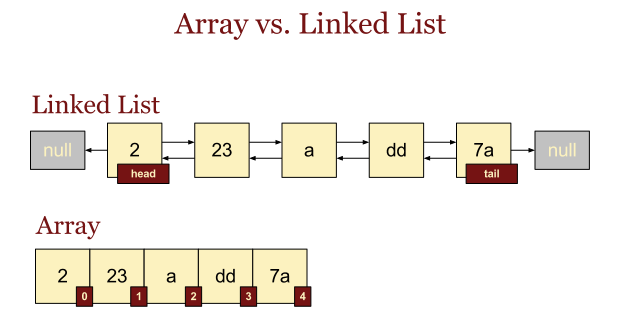 Array vs. Linked List
Linked List
null 2 23 a dd 7a null
head tail
Array
2 23 a dd 7a
0 1 2 3 4